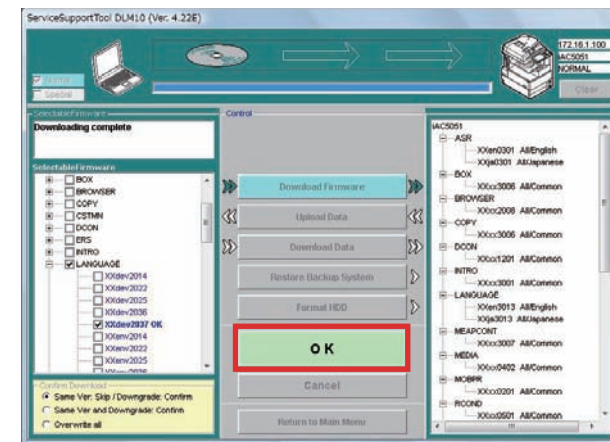 ServiceSupportTool DLM10 (Ver. 4.22E)
172.16.1.100
iAC5051
NORMAL
Normal
Special
Clear
SelectableFirmware
Downloading complete
SelectableFirmware
BOX
BROWSER
COPY
CSTMN
DCON
ERS
INTRO
LANGUAGE
XXdev2014
XXdev2022
XXdev2025
XXdev2036
XXdev2037 OK
XXenv2014
XXenv2022
XXenv2025
Confirm Download
Same Ver: Skip / Downgrade: Confirm
Same Ver and Downgrade: Confirm
Overwrite all
Control
Download Firmware
Upload Data
Download Data
Restore Backup System
Format HDD
OK
Cancel
Return to Main Menu
iAC5051
ASR
XXen0301 All/English
XXja0301 All/Japanese
BOX
XXxx3006 All/Common
BROWSER
XXxx2008 All/Common
COPY
XXxx3006 All/Common
DCON
XXxx1201 All/Common
INTRO
XXxx3001 All/Common
LANGUAGE
XXen3013 All/English
XXja3013 All/Japanese
MEAPCONT
XXxx3007 All/Common
MEDIA
XXxx0402 All/Common
MOBPR
XXxx0201 All/Common
RCOND
XXxx0501 All/Common